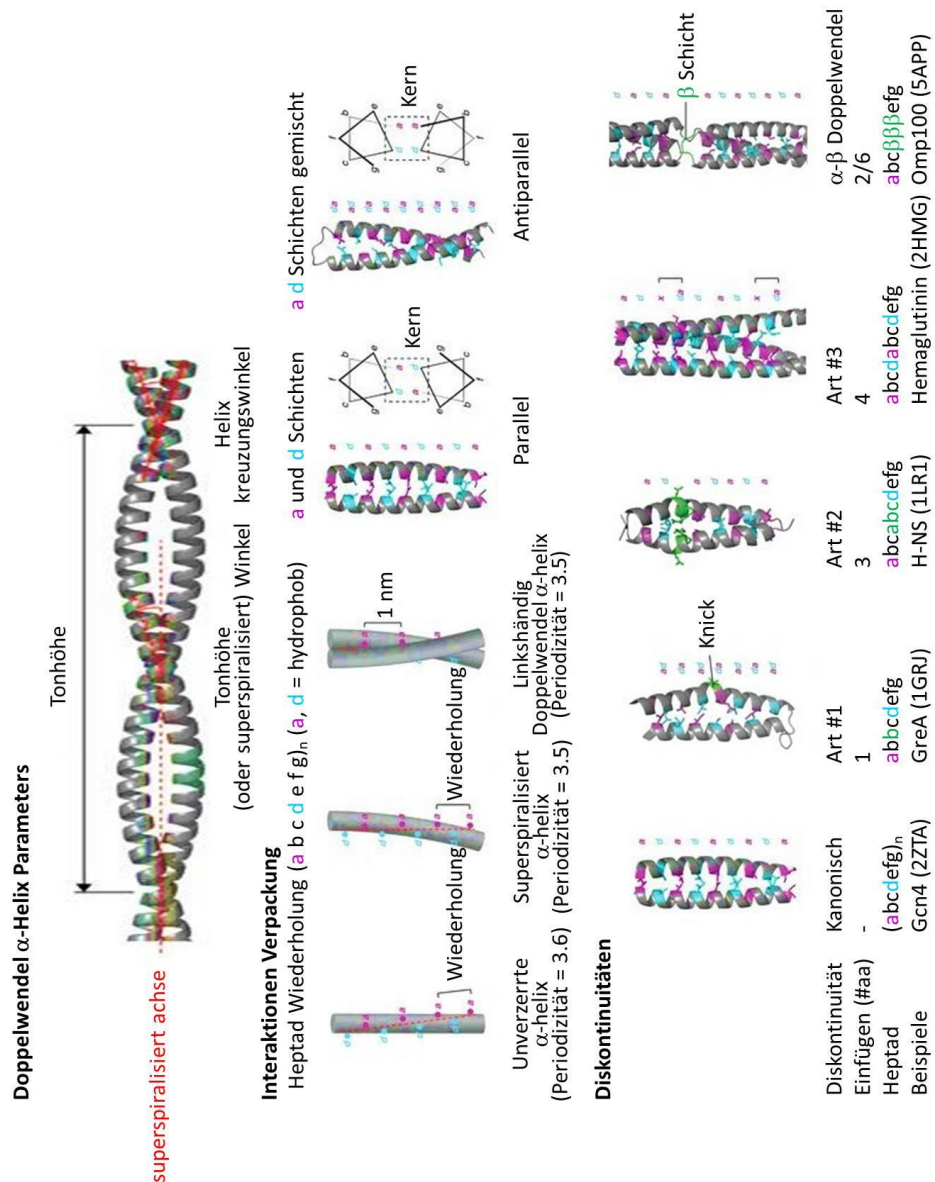 Doppelwendel α-Helix Parameters
Tonhöhe
superspiralisiert achse
Tonhöhe
(oder superspiralisiert) Winkel
Helix
kreuzungswinkel
Interaktionen Verpackung
Heptad Wiederholung (a b c d e f g)n (a, d = hydrophob)
a und d Schichten
a d Schichten gemischt
Wiederholung
Wiederholung
Wiederholung
1 nm
Kern
Kern
Unverzerrte
α-helix
(Periodizität = 3.6)
Superspiralisiert
α-helix
(Periodizität = 3.5)
Linkshändig
Doppelwendel α-helix
(Periodizität = 3.5)
Parallel
Antiparallel
Diskontinuitäten
Knick
β Schicht
Diskontinuität Kanonisch Art #1 Art #2 Art #3 α-β Doppelwendel
Einfügen (#aa) - 1 3 4 2/6
Heptad (abcdefg)n abbcdefg abcabcdefg abcdabcdefg abcβββefg
Beispiele Gcn4 (2ZTA) GreA (1GRJ) H-NS (1LR1) Hemaglutinin (2HMG) Omp100 (5APP)